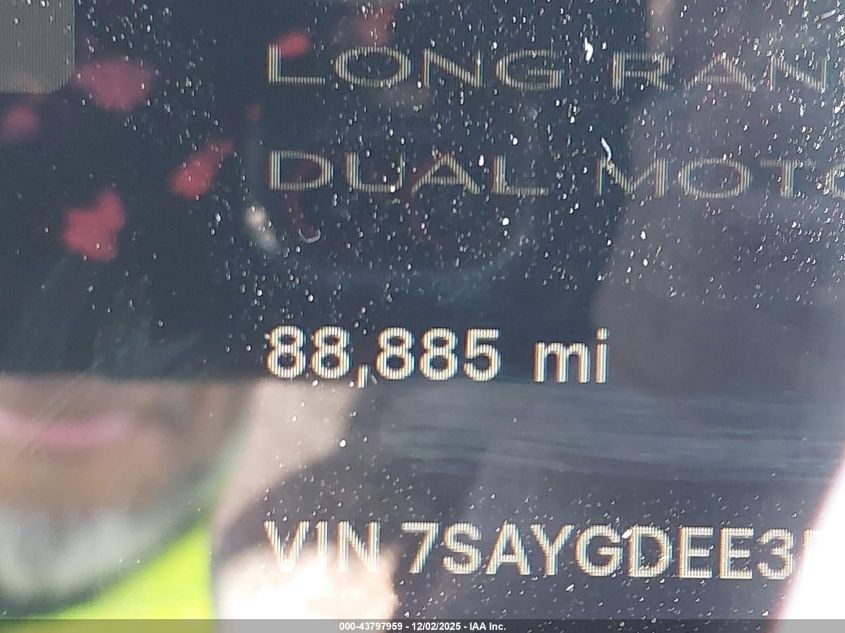 LONG RAN
DUAL MOTO
88,885 mi
VIN 7SAYGDEE3
000-43797959 - 12/02/2025 - IAA Inc.